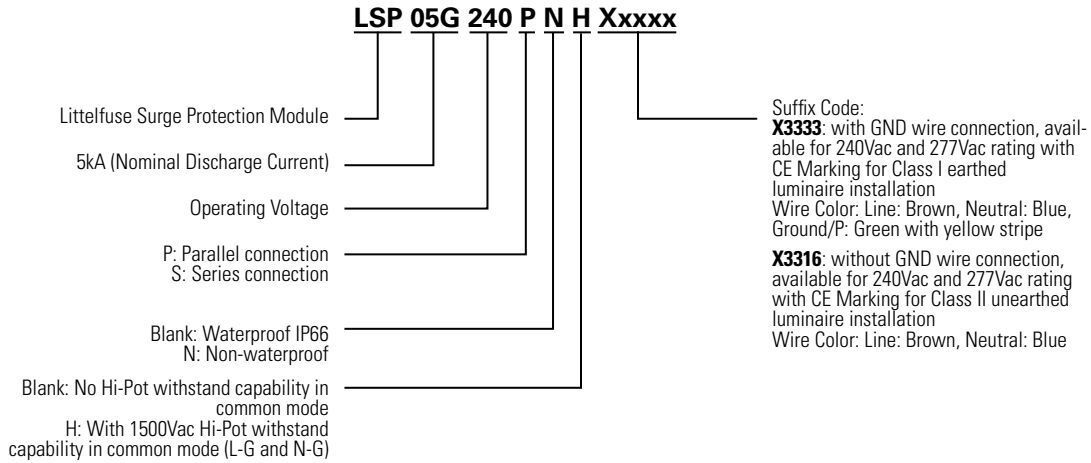 LSP 05G 240 P N H Xxxxx
Littelfuse Surge Protection Module
5kA (Nominal Discharge Current)
Operating Voltage
P: Parallel connection
S: Series connection
Blank: Waterproof IP66
N: Non-waterproof
Blank: No Hi-Pot withstand capability in
common mode
H: With 1500Vac Hi-Pot withstand
capability in common mode (L-G and N-G)
Suffix Code:
X3333: with GND wire connection, avail-
able for 240Vac and 277Vac rating with
CE Marking for Class I earthed
luminaire installation
Wire Color: Line: Brown, Neutral: Blue,
Ground/P: Green with yellow stripe
X3316: without GND wire connection,
available for 240Vac and 277Vac rating
with CE Marking for Class II unearthed
luminaire installation
Wire Color: Line: Brown, Neutral: Blue